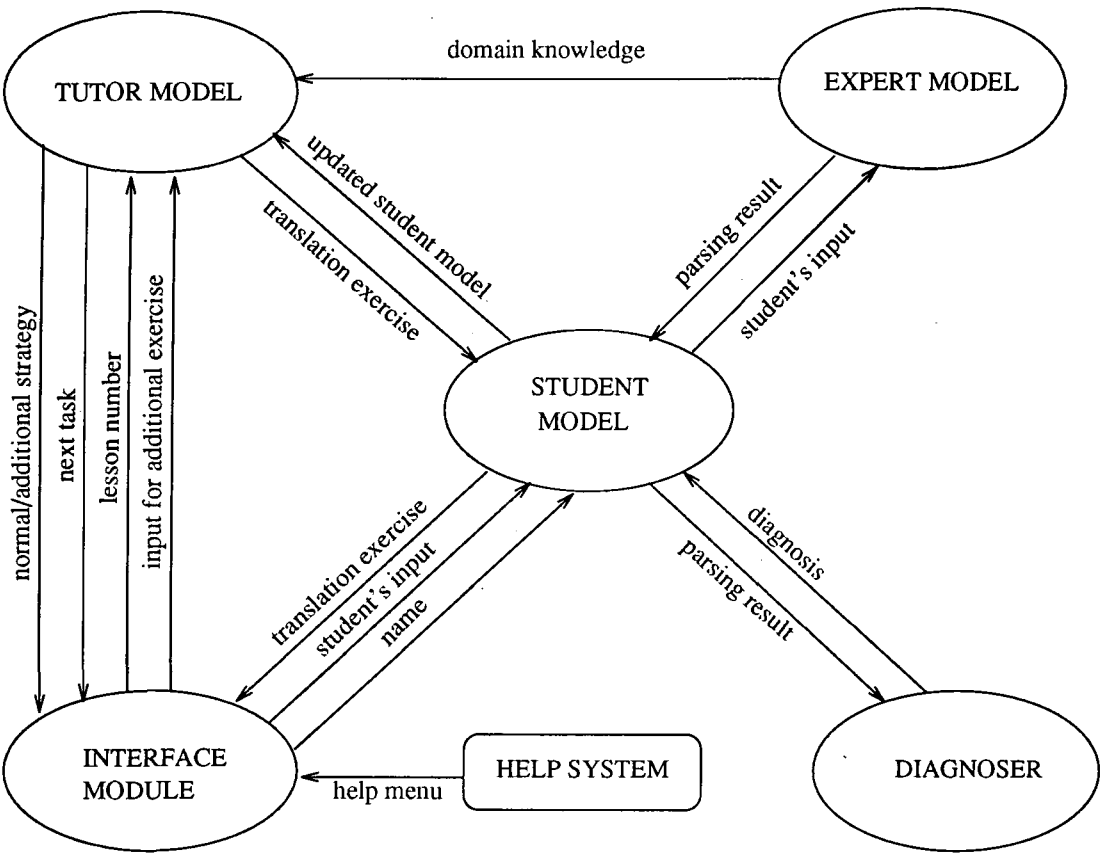 domain knowledge
TUTOR MODEL
EXPERT MODEL
updated student model
translation exercise
parsing result
student's input
normal/additional strategy
next task
lesson number
input for additional exercise
STUDENT
MODEL
translation exercise
student's input
name
diagnosis
parsing result
INTERFACE
MODULE
help menu
HELP SYSTEM
DIAGNOSER